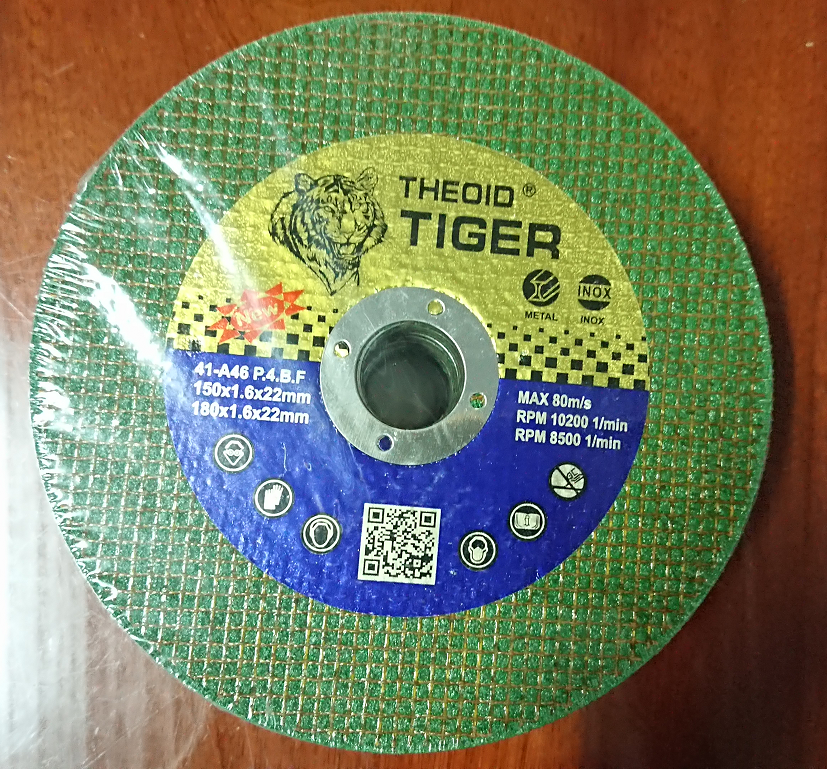 THEOID ®
TIGER
INOX
METAL
INOX
NEW
41-A46 P.4.B.F
150x1.6x22mm
180x1.6x22mm
MAX 80m/s
RPM 10200 1/min
RPM 8500 1/min